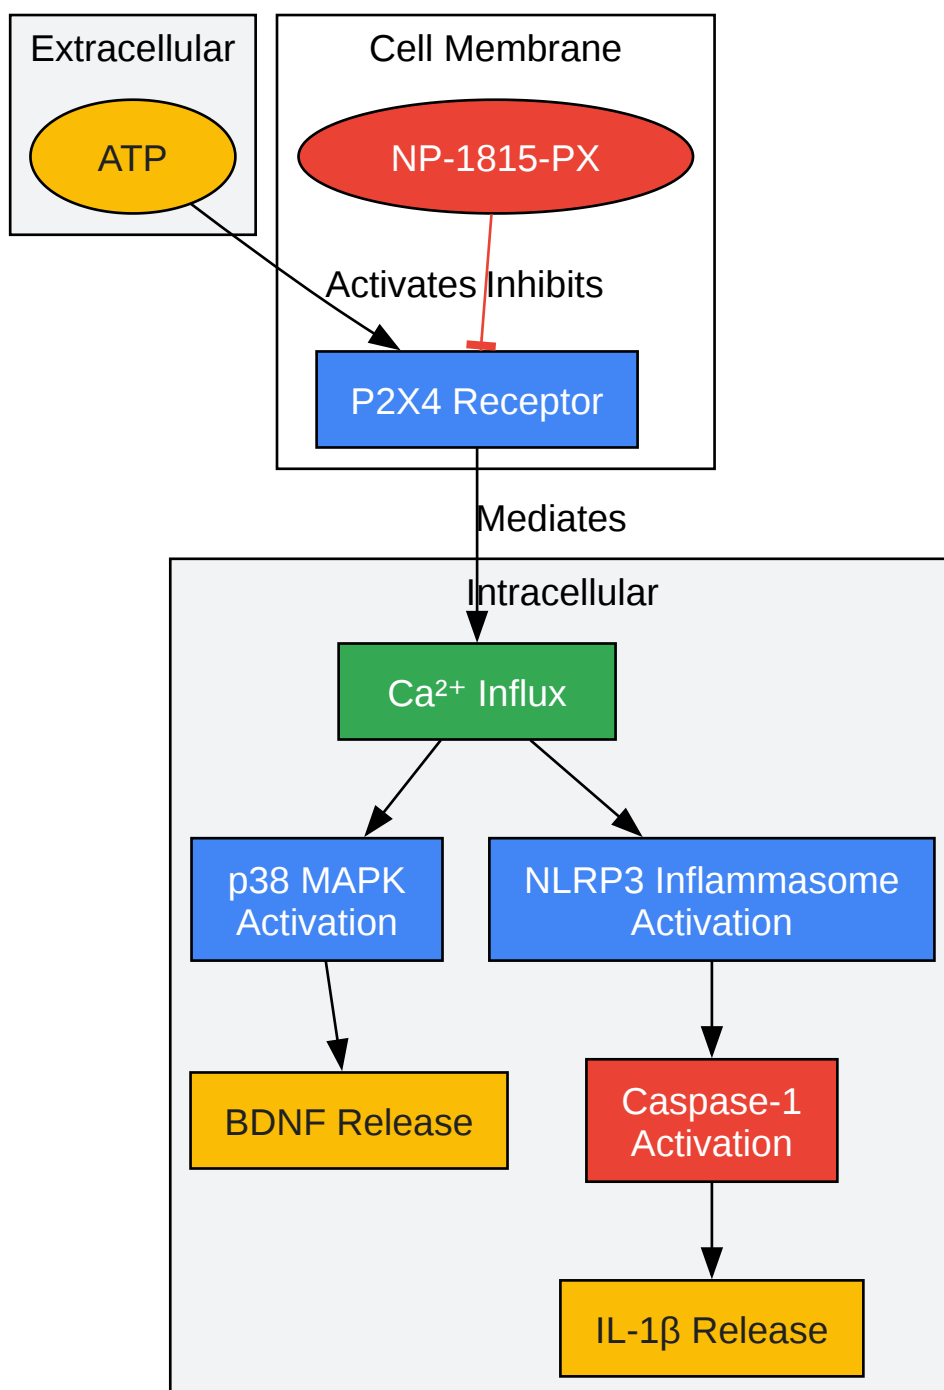 Extracellular
Cell Membrane
ATP
NP-1815-PX
Activates
Inhibits
P2X4 Receptor
Mediates
Intracellular
Ca²⁺ Influx
p38 MAPK
Activation
NLRP3 Inflammasome
Activation
BDNF Release
Caspase-1
Activation
IL-1β Release